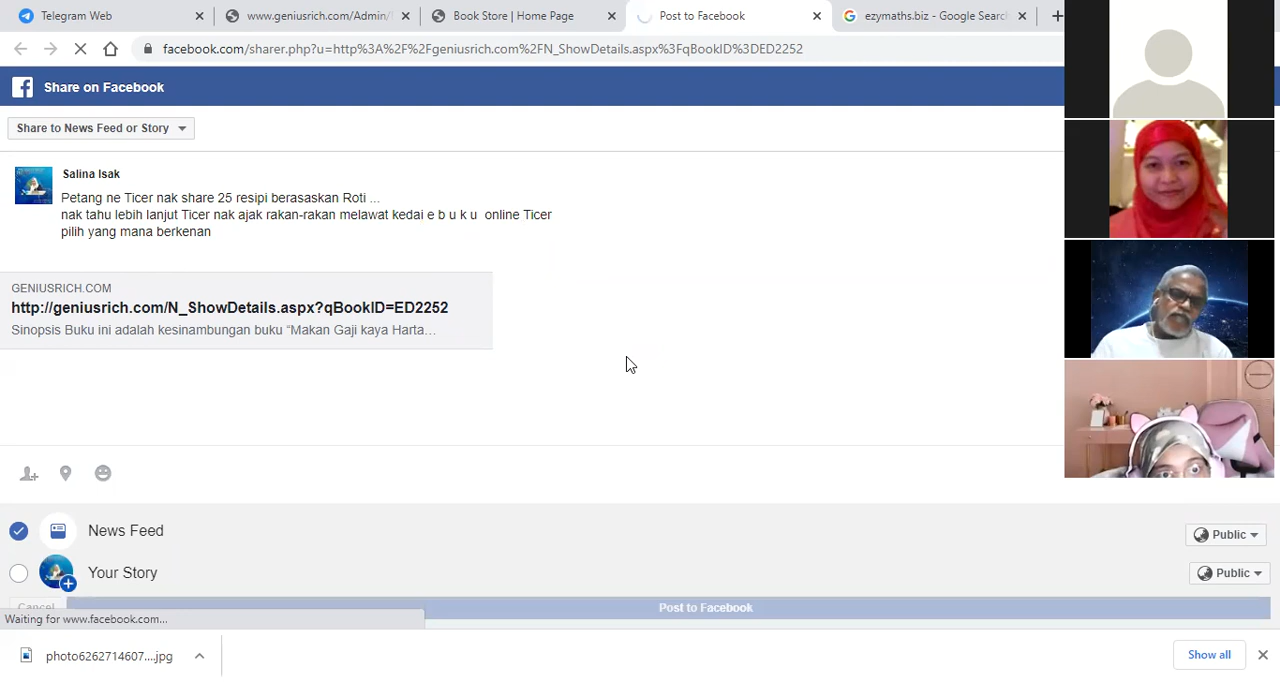 Telegram Web
www.geniusrich.com/Admin/
Book Store | Home Page
Post to Facebook
ezymaths.biz - Google Search
facebook.com/sharer.php?u=http%3A%2F%2Fgeniusrich.com%2FN_ShowDetails.aspx%3FqBookID%3DED2252
Share on Facebook
Share to News Feed or Story
Salina Isak
Petang ne Ticer nak share 25 resipi berasaskan Roti ...
nak tahu lebih lanjut Ticer nak ajak rakan-rakan melawat kedai e b u k u online Ticer
pilih yang mana berkenan
GENIUSRICH.COM
http://geniusrich.com/N_ShowDetails.aspx?qBookID=ED2252
Sinopsis Buku ini adalah kesinambungan buku “Makan Gaji kaya Harta…
News Feed
Public
Your Story
Public
Cancel
Post to Facebook
Waiting for www.facebook.com...
photo6262714607....jpg
Show all